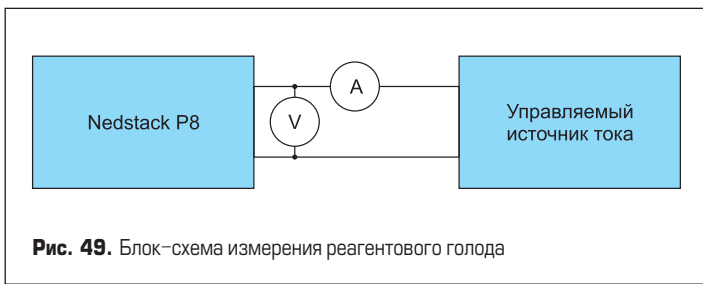 Nedstack P8
A
V
Управляемый
источник тока
Рис. 49. Блок-схема измерения реагентового голода